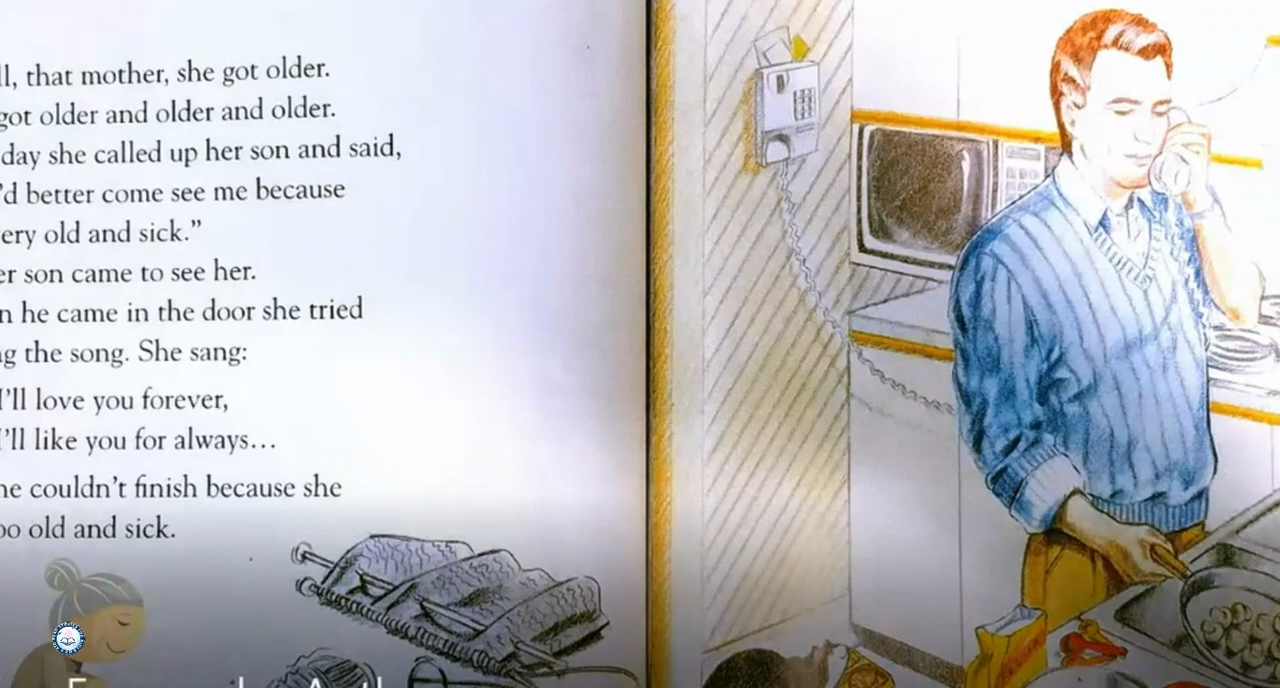 ll, that mother, she got older.
got older and older and older.
day she called up her son and said,
'd better come see me because
ery old and sick.”
er son came to see her.
n he came in the door she tried
ng the song. She sang:
I’ll love you forever,
I’ll like you for always…
he couldn’t finish because she
oo old and sick.